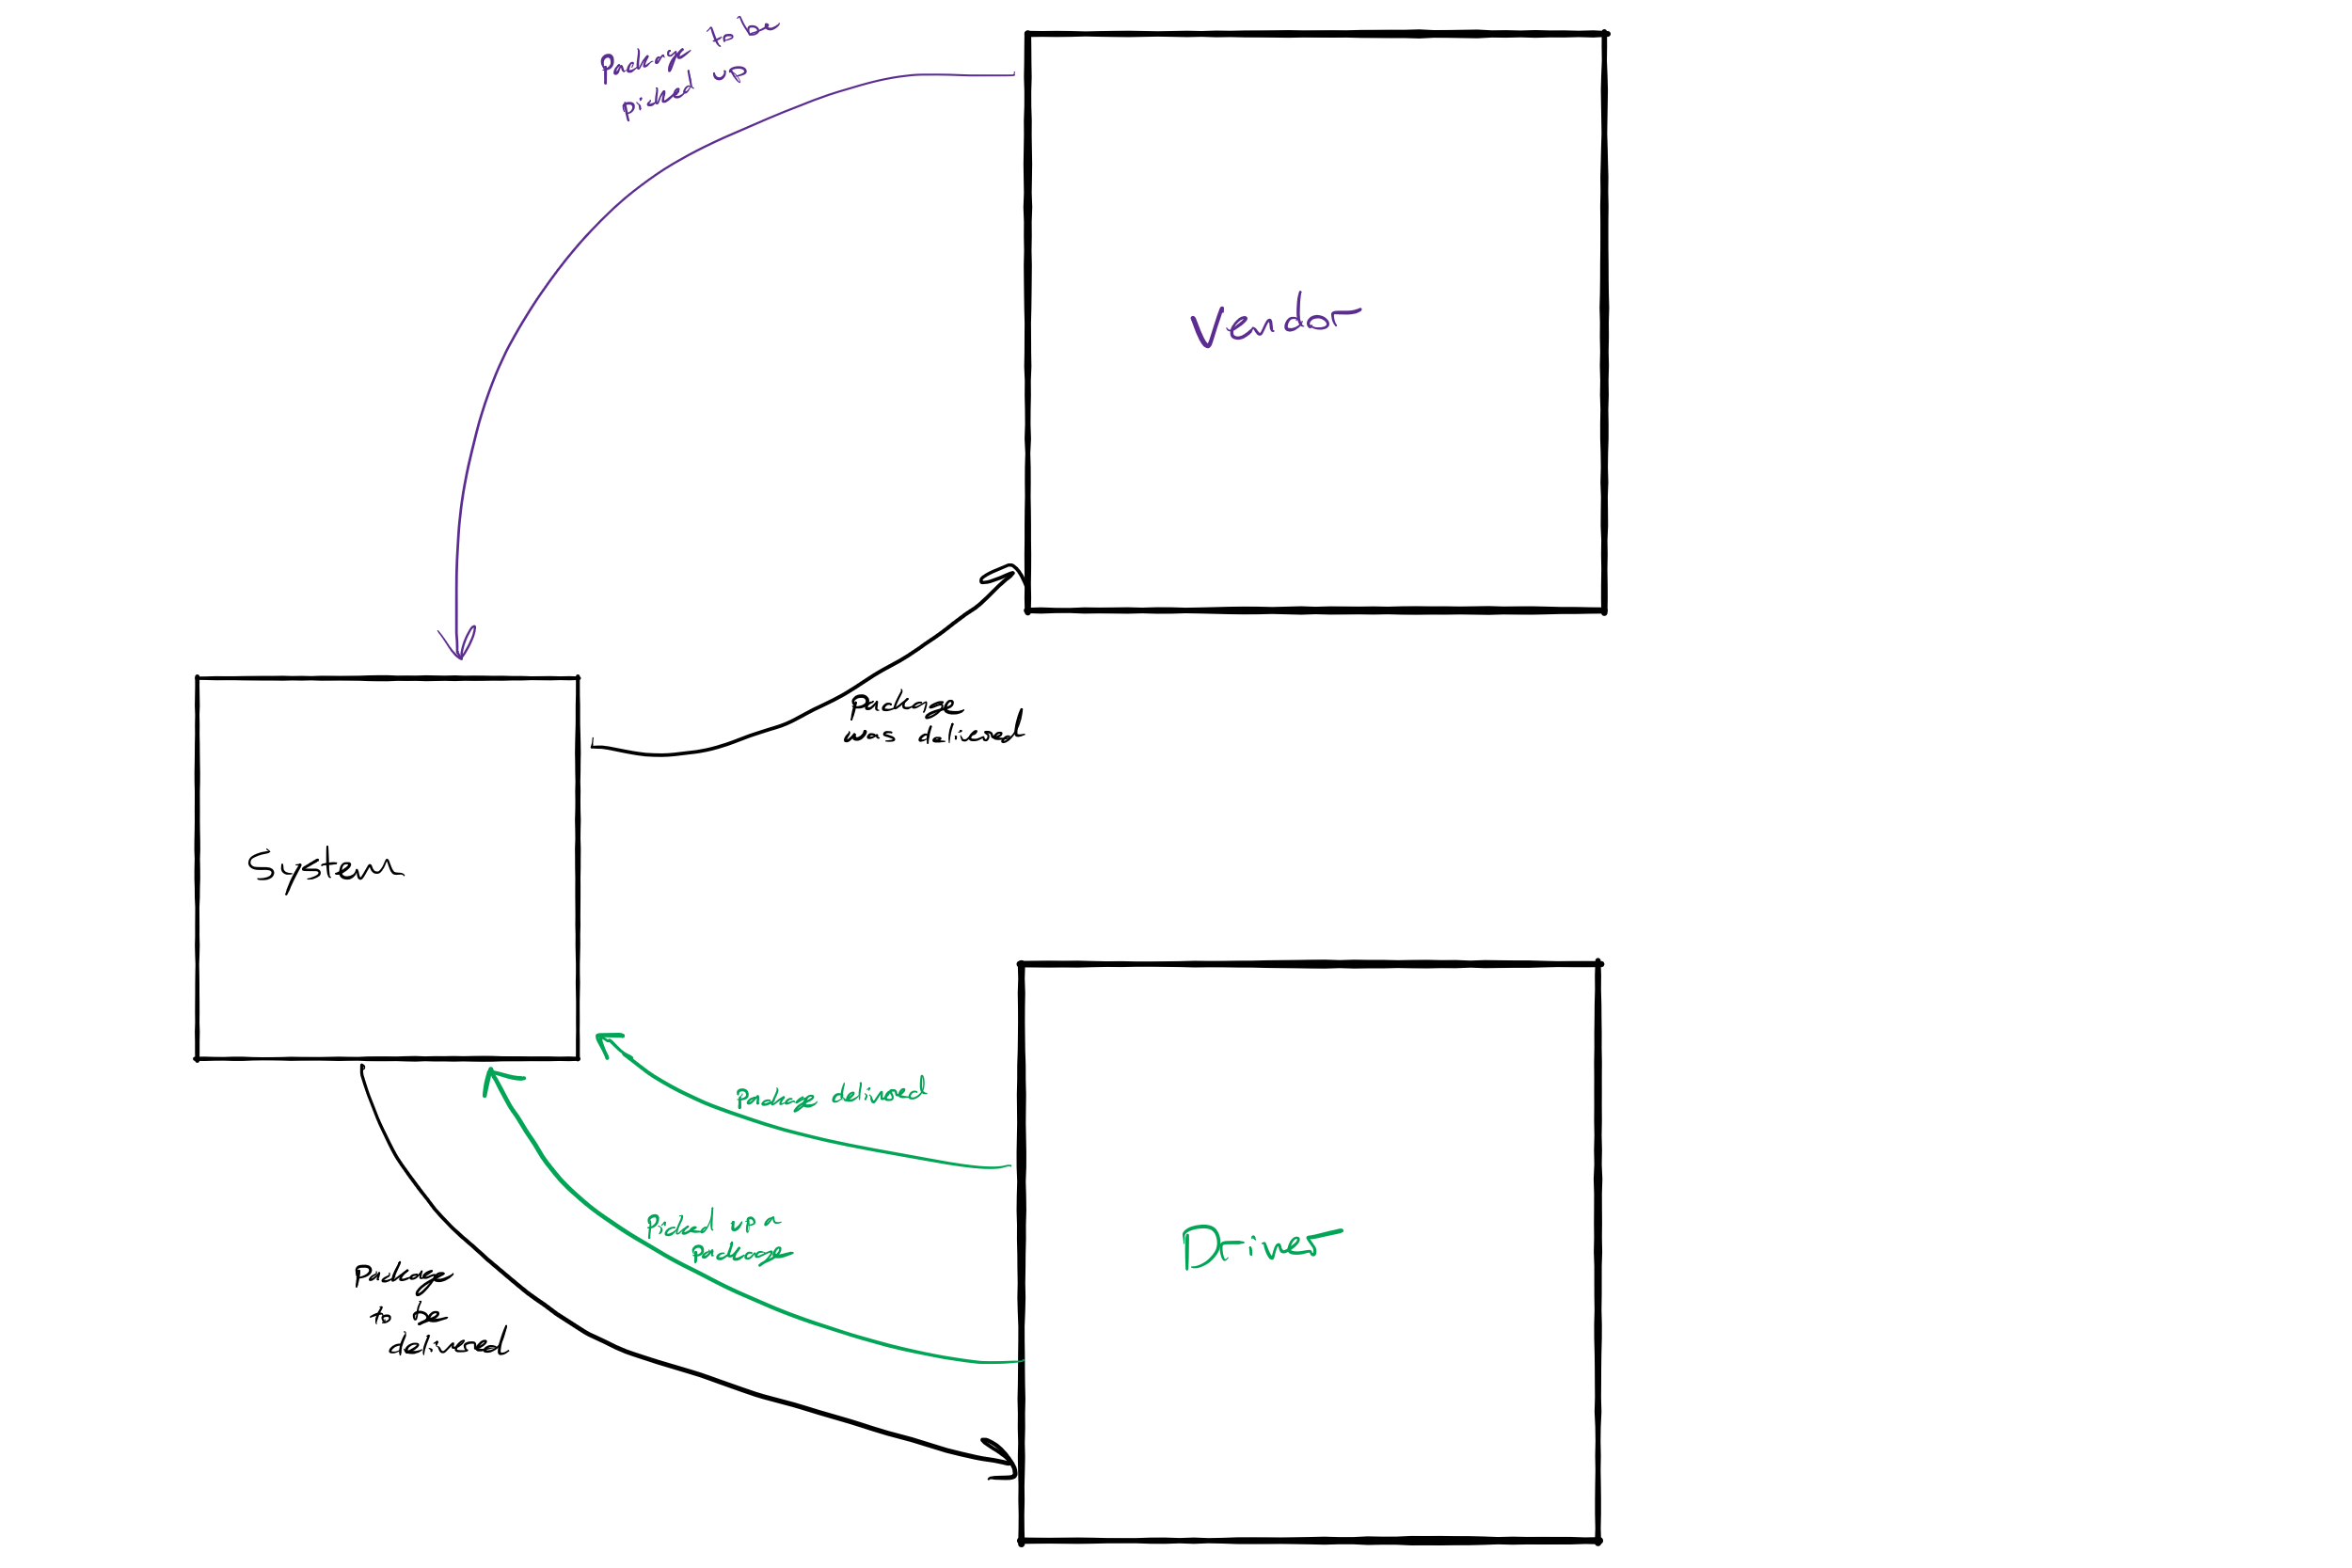 Package to be
picked up
Vendor
Package
was delivered
System
Package delivered
Picked up a
Package
Driver
Package
to be
delivered